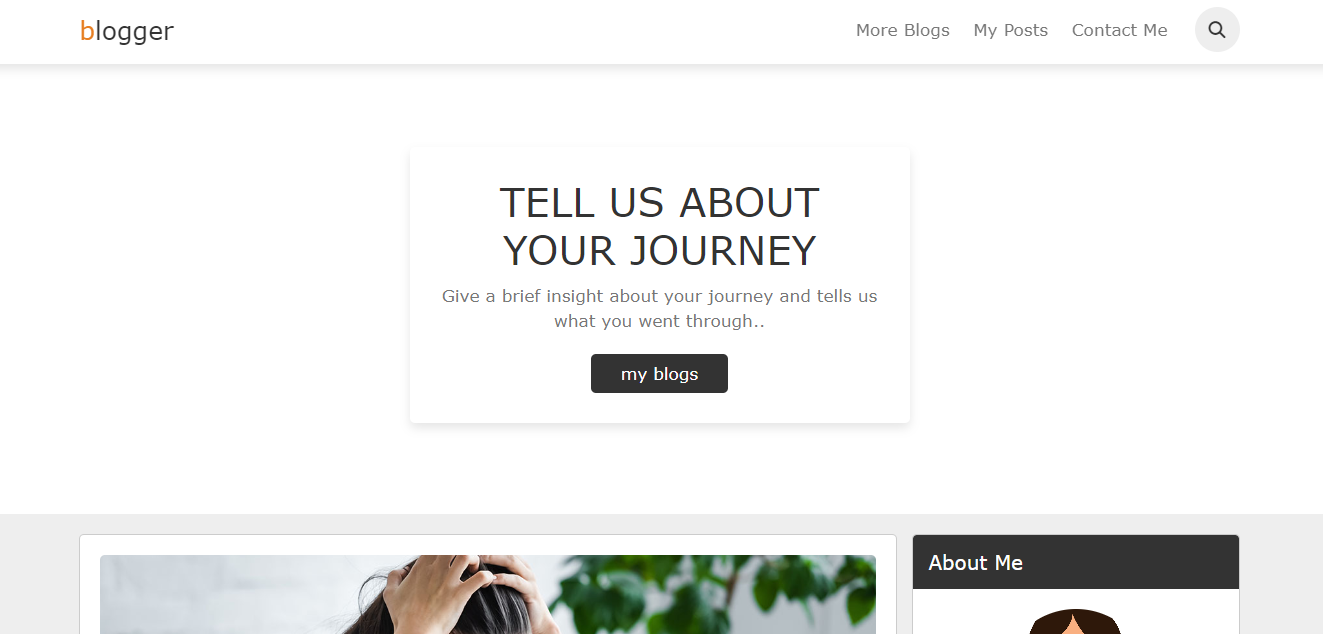 blogger
More Blogs
My Posts
Contact Me
TELL US ABOUT
YOUR JOURNEY
Give a brief insight about your journey and tells us
what you went through..
my blogs
About Me